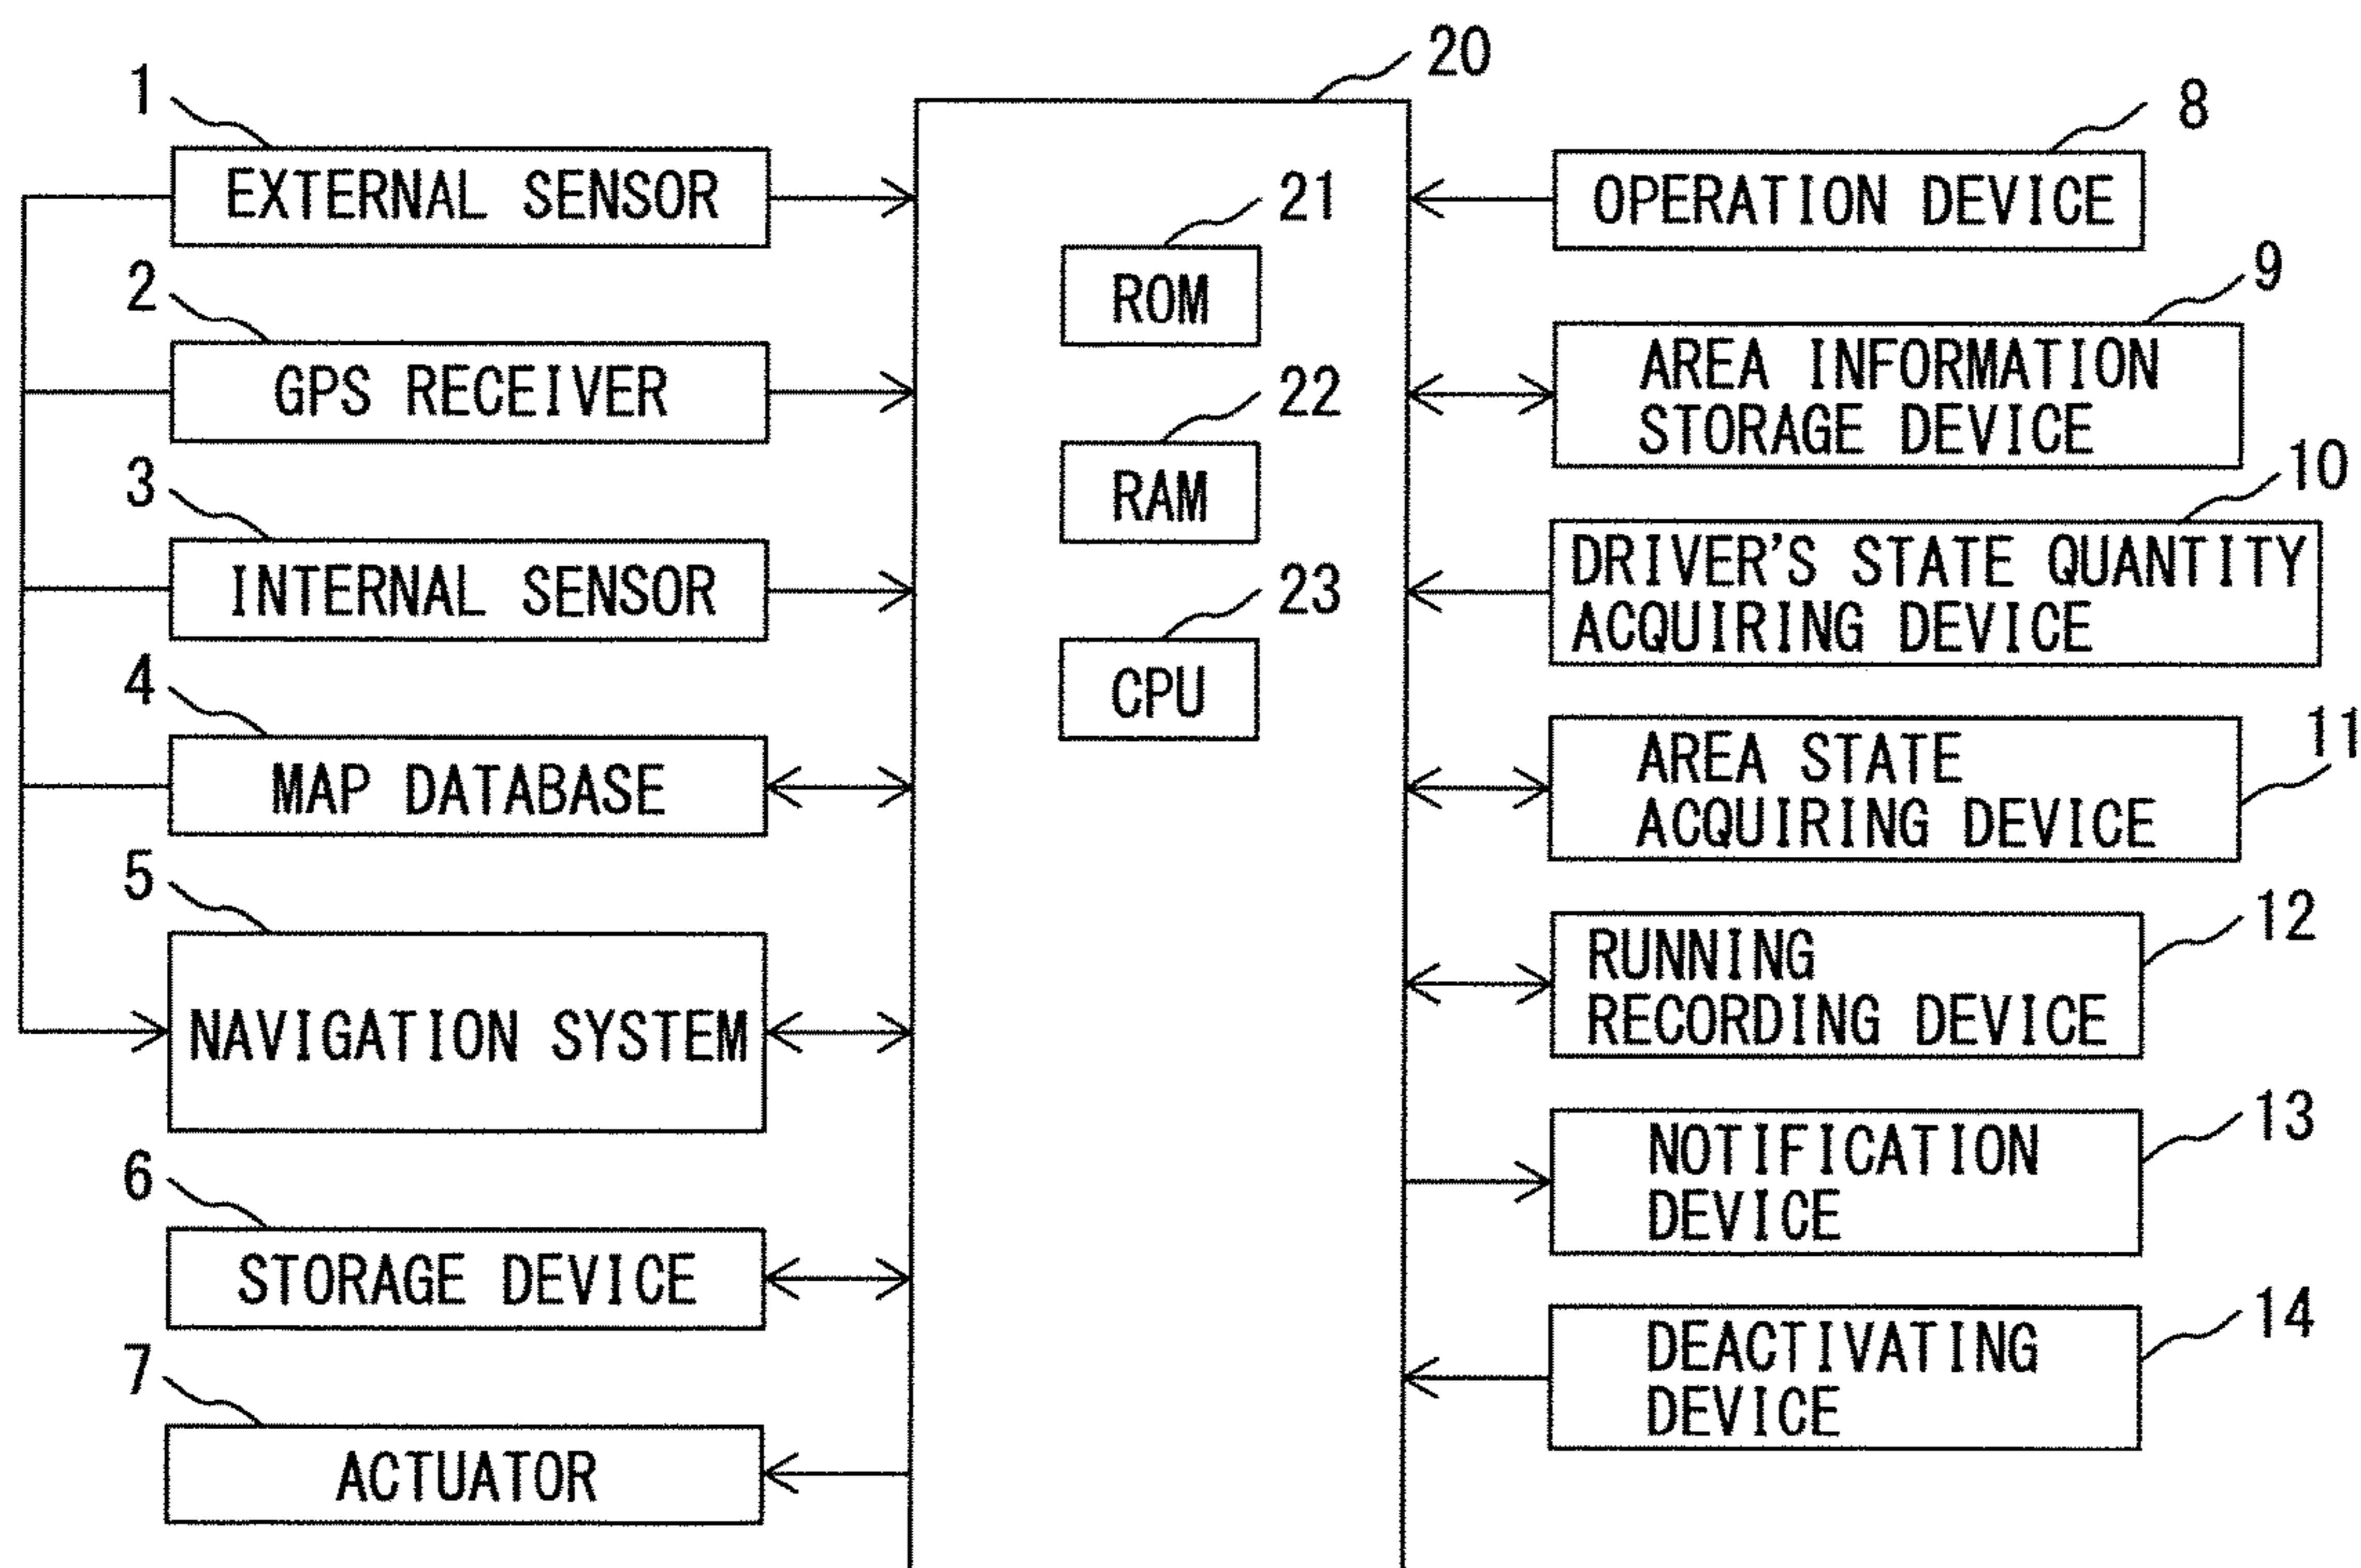 20
1
EXTERNAL SENSOR
2
GPS RECEIVER
3
INTERNAL SENSOR
4
MAP DATABASE
5
NAVIGATION SYSTEM
6
STORAGE DEVICE
7
ACTUATOR
21
ROM
22
RAM
23
CPU
8
OPERATION DEVICE
9
AREA INFORMATION
STORAGE DEVICE
10
DRIVER'S STATE QUANTITY
ACQUIRING DEVICE
11
AREA STATE
ACQUIRING DEVICE
12
RUNNING
RECORDING DEVICE
13
NOTIFICATION
DEVICE
14
DEACTIVATING
DEVICE